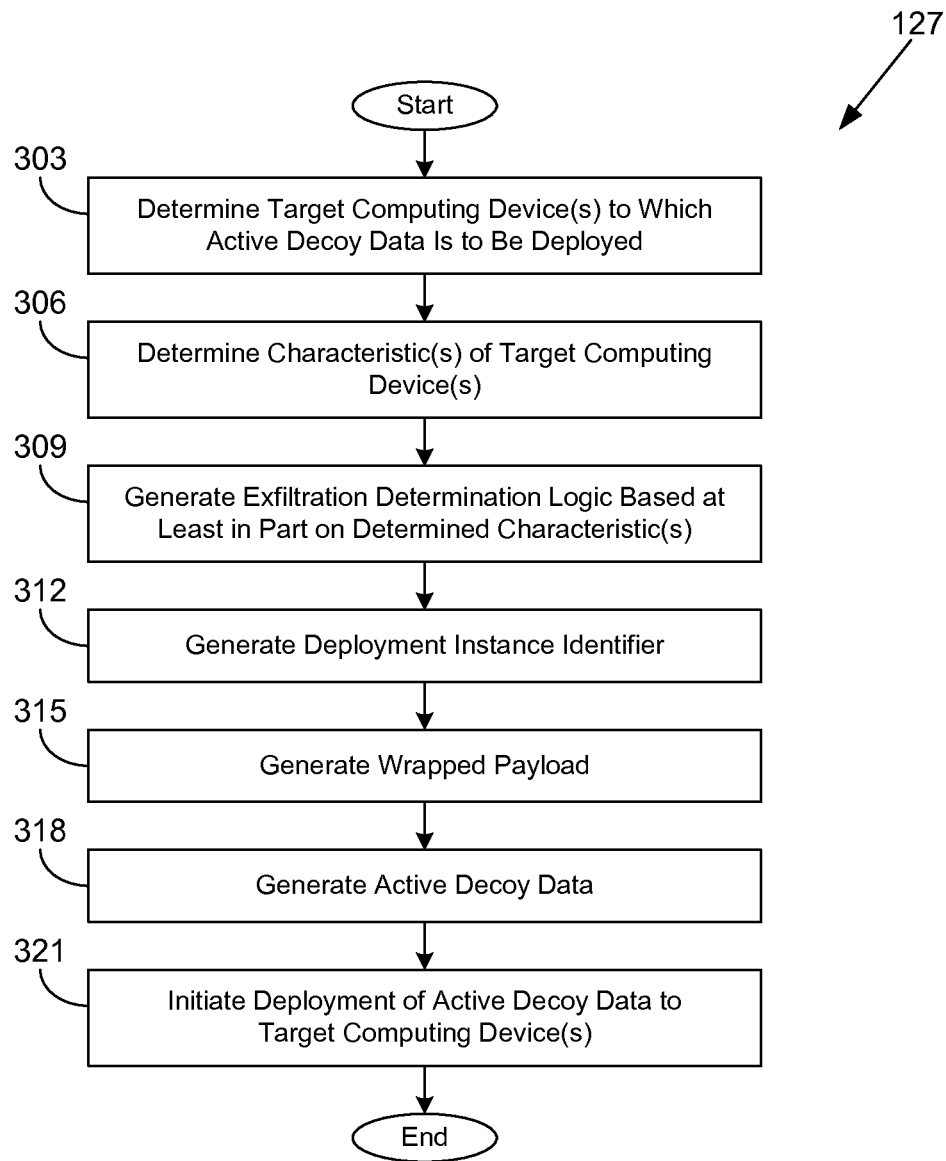 127
Start
303
Determine Target Computing Device(s) to Which
Active Decoy Data Is to Be Deployed
306
Determine Characteristic(s) of Target Computing
Device(s)
309
Generate Exfiltration Determination Logic Based at
Least in Part on Determined Characteristic(s)
312
Generate Deployment Instance Identifier
315
Generate Wrapped Payload
318
Generate Active Decoy Data
321
Initiate Deployment of Active Decoy Data to
Target Computing Device(s)
End